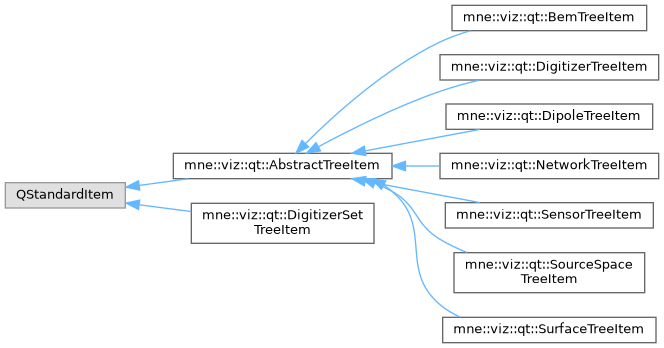 mne::viz::qt::BemTreeItem
mne::viz::qt::DigitizerTreeItem
mne::viz::qt::DipoleTreeItem
mne::viz::qt::AbstractTreeItem
mne::viz::qt::NetworkTreeItem
QStandardItem
mne::viz::qt::DigitizerSet
TreeItem
mne::viz::qt::SensorTreeItem
mne::viz::qt::SourceSpace
TreeItem
mne::viz::qt::SurfaceTreeItem